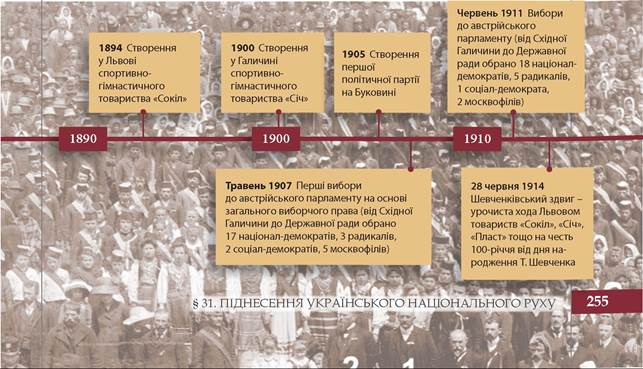 1894 Створення
у Львові
спортивно-
гімнастичного
товариства «Сокіл»
1900 Створення
у Галичині
спортивно-
гімнастичного
товариства «Січ»
1905 Створення
першої
політичної партії
на Буковині
Червень 1911 Вибори
до австрійського
парламенту (від Східної
Галичини до Державної
ради обрано 18 націонал-
демократів, 5 радикалів,
1 соціал-демократа,
2 москвофілів)
1890
1900
1910
Травень 1907 Перші вибори
до австрійського парламенту на основі
загального виборчого права (від Східної
Галичини до Державної ради обрано
17 націонал-демократів, 3 радикалів,
2 соціал-демократів, 5 москвофілів)
28 червня 1914
Шевченківський здвиг –
урочиста хода Львовом
товариств «Сокіл», «Січ»,
«Пласт» тощо на честь
100-річчя від дня на-
родження Т. Шевченка
§ 31. ПІДНЕСЕННЯ УКРАЇНСЬКОГО НАЦІОНАЛЬНОГО РУХУ
255
2
1